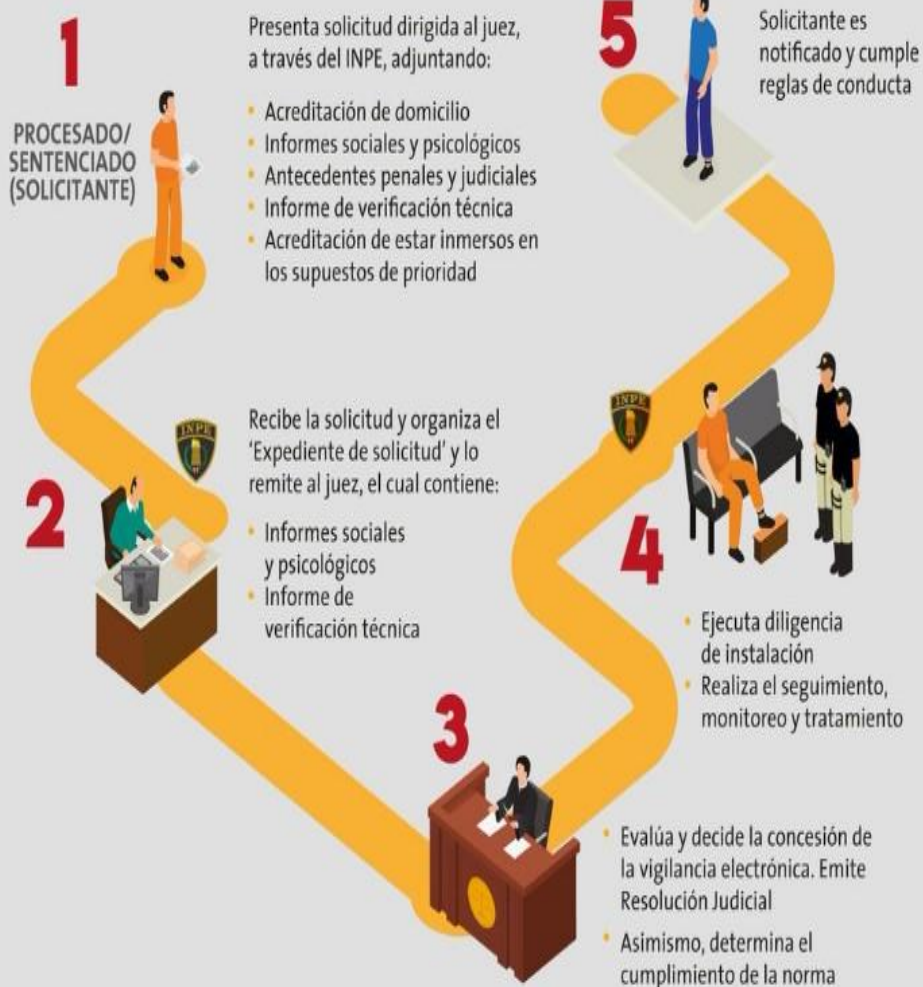 1
PROCESADO/
SENTENCIADO
(SOLICITANTE)
Presenta solicitud dirigida al juez,
a través del INPE, adjuntando:
• Acreditación de domicilio
• Informes sociales y psicológicos
• Antecedentes penales y judiciales
• Informe de verificación técnica
• Acreditación de estar inmersos en
los supuestos de prioridad
2
INPE
Recibe la solicitud y organiza el
‘Expediente de solicitud’ y lo
remite al juez, el cual contiene:
• Informes sociales
y psicológicos
• Informe de
verificación técnica
3
• Evalúa y decide la concesión de
la vigilancia electrónica. Emite
Resolución Judicial
• Asimismo, determina el
cumplimiento de la norma
4
INPE
• Ejecuta diligencia
de instalación
• Realiza el seguimiento,
monitoreo y tratamiento
5
Solicitante es
notificado y cumple
reglas de conducta